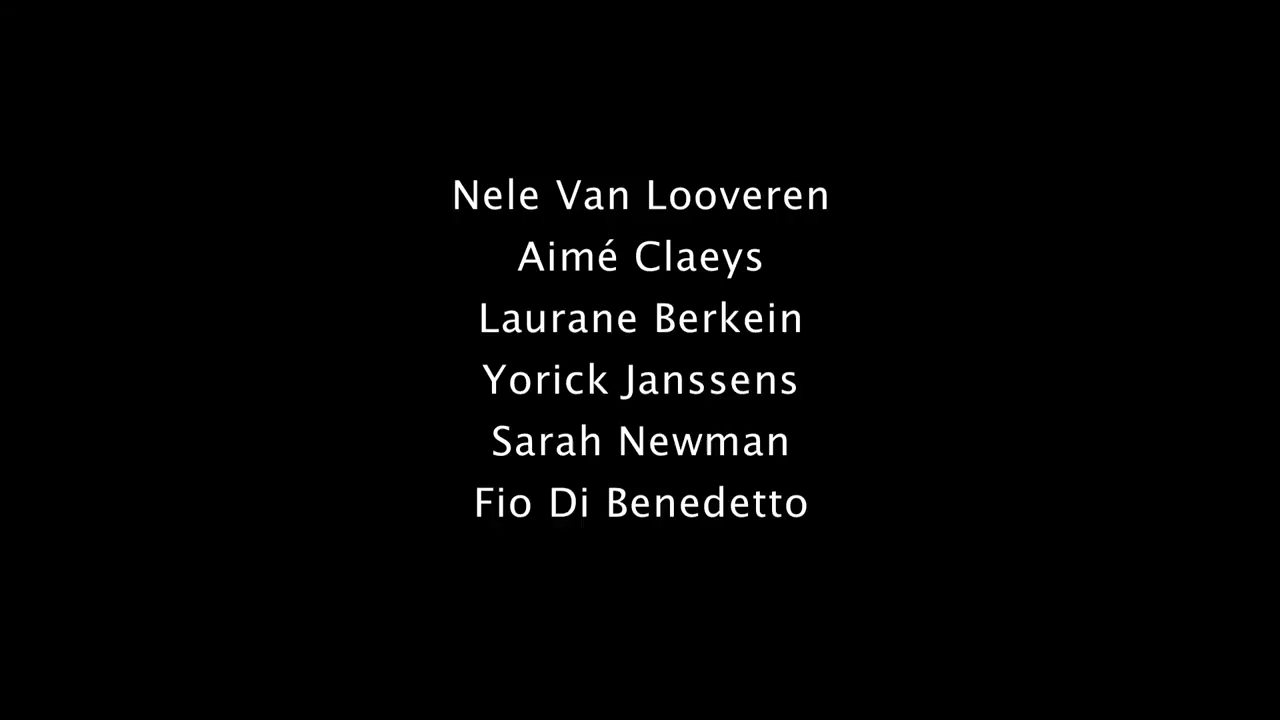 Nele Van Looveren
Aimé Claeys
Laurane Berkein
Yorick Janssens
Sarah Newman
Fio Di Benedetto